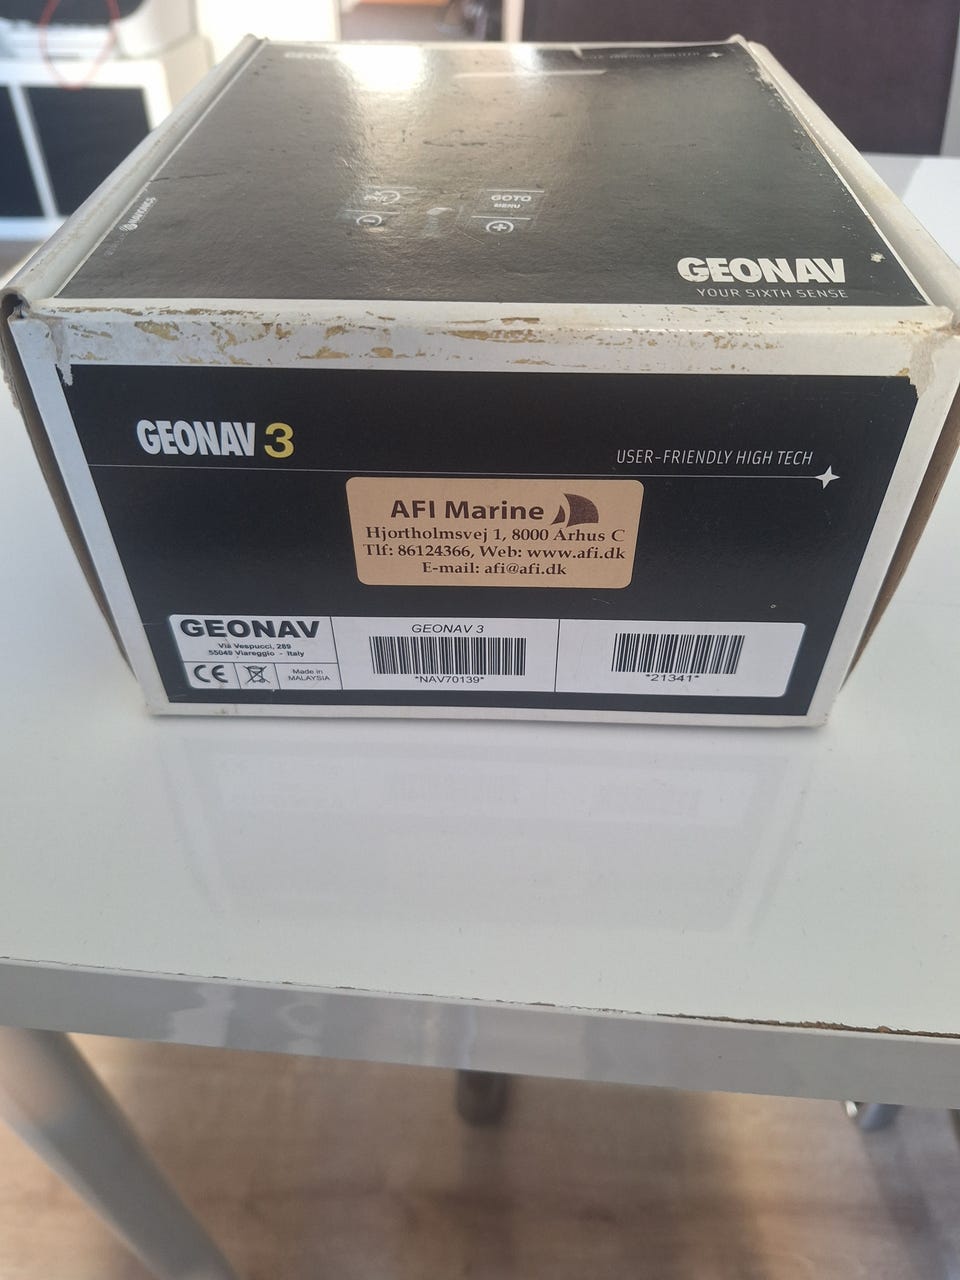 GOTO
MENU
GEONAV
YOUR SIXTH SENSE
GEONAV 3
USER-FRIENDLY HIGH TECH
AFI Marine
Hjortholmsvej 1, 8000 Århus C
Tlf: 86124366, Web: www.afi.dk
E-mail: afi@afi.dk
GEONAV
Via Vespucci, 289
55049 Viareggio - Italy
CE
Made in
MALAYSIA
GEONAV 3
*NAV70139*
*21341*